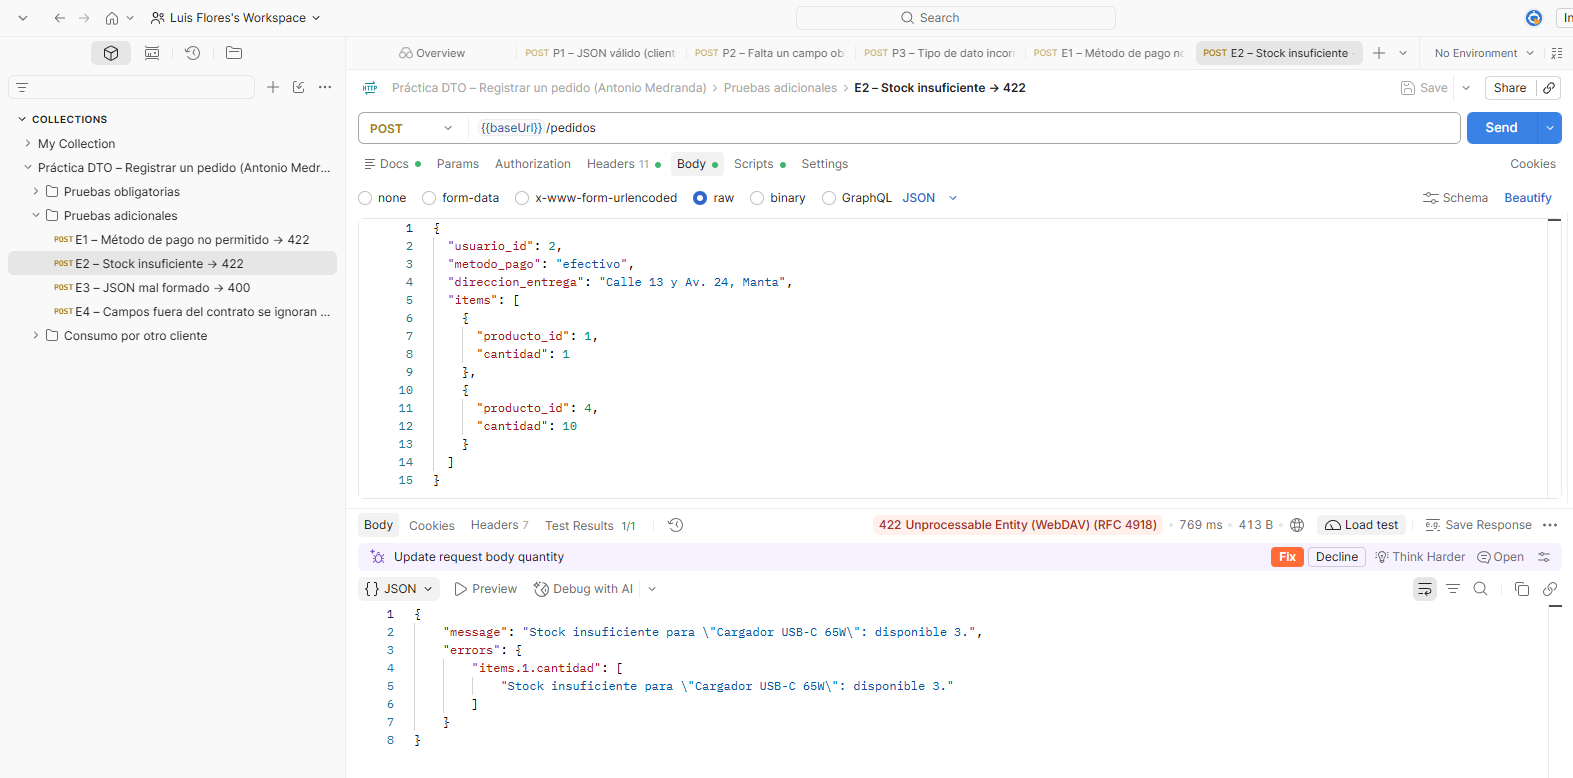 Luis Flores's Workspace
Search
In
Overview
POST P1 – JSON válido (client
POST P2 – Falta un campo ob
POST P3 – Tipo de dato incorr
POST E1 – Método de pago no
POST E2 – Stock insuficiente
No Environment
COLLECTIONS
My Collection
Práctica DTO – Registrar un pedido (Antonio Medr...
Pruebas obligatorias
Pruebas adicionales
POST E1 – Método de pago no permitido → 422
POST E2 – Stock insuficiente → 422
POST E3 – JSON mal formado → 400
POST E4 – Campos fuera del contrato se ignoran ...
Consumo por otro cliente
HTTP Práctica DTO – Registrar un pedido (Antonio Medranda) > Pruebas adicionales > E2 – Stock insuficiente → 422
Save
Share
POST {{baseUrl}} /pedidos
Send
Docs Params Authorization Headers 11 Body Scripts Settings
Cookies
none form-data x-www-form-urlencoded raw binary GraphQL JSON
Schema Beautify
1 {
2 "usuario_id": 2,
3 "metodo_pago": "efectivo",
4 "direccion_entrega": "Calle 13 y Av. 24, Manta",
5 "items": [
6 {
7 "producto_id": 1,
8 "cantidad": 1
9 },
10 {
11 "producto_id": 4,
12 "cantidad": 10
13 }
14 ]
15 }
Body Cookies Headers 7 Test Results 1/1
422 Unprocessable Entity (WebDAV) (RFC 4918) • 769 ms • 413 B
Load test
e.g. Save Response
Update request body quantity
Fix Decline Think Harder Open
{} JSON Preview Debug with AI
1 {
2 "message": "Stock insuficiente para \"Cargador USB-C 65W\": disponible 3.",
3 "errors": {
4 "items.1.cantidad": [
5 "Stock insuficiente para \"Cargador USB-C 65W\": disponible 3."
6 ]
7 }
8 }